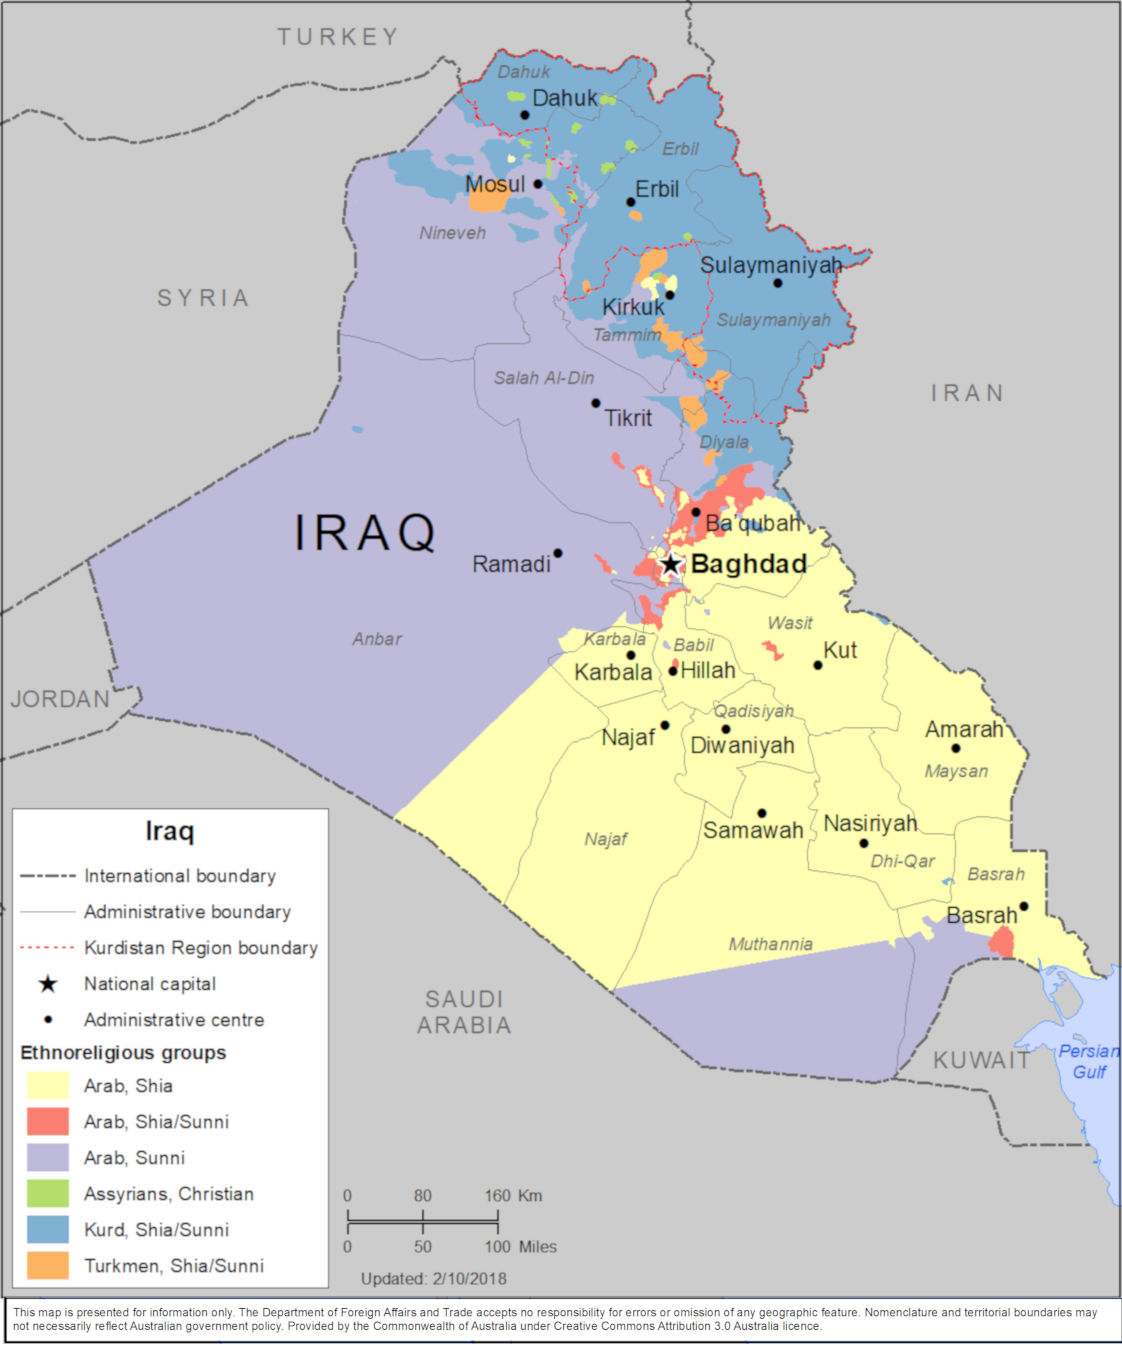 TURKEY
Dahuk
Dahuk
Erbil
Mosul
Erbil
Nineveh
Sulaymaniyah
SYRIA
Kirkuk
Sulaymaniyah
Tammim
Salah Al-Din
IRAN
Tikrit
Diyala
IRAQ
Ba'qubah
Ramadi
Baghdad
Anbar
Karbala
Babil
Wasit
Kut
Karbala
Hillah
JORDAN
Qadisiyah
Najaf
Diwaniyah
Amarah
Maysan
Samawah
Nasiriyah
Najaf
Dhi-Qar
Basrah
Basrah
Muthannia
SAUDI
ARABIA
KUWAIT
Persian
Gulf
Iraq
International boundary
Administrative boundary
Kurdistan Region boundary
National capital
Administrative centre
Ethnoreligious groups
Arab, Shia
Arab, Shia/Sunni
Arab, Sunni
Assyrians, Christian
Kurd, Shia/Sunni
Turkmen, Shia/Sunni
0 80 160 Km
0 50 100 Miles
Updated: 2/10/2018
This map is presented for information only. The Department of Foreign Affairs and Trade accepts no responsibility for errors or omission of any geographic feature. Nomenclature and territorial boundaries may
not necessarily reflect Australian government policy. Provided by the Commonwealth of Australia under Creative Commons Attribution 3.0 Australia licence.